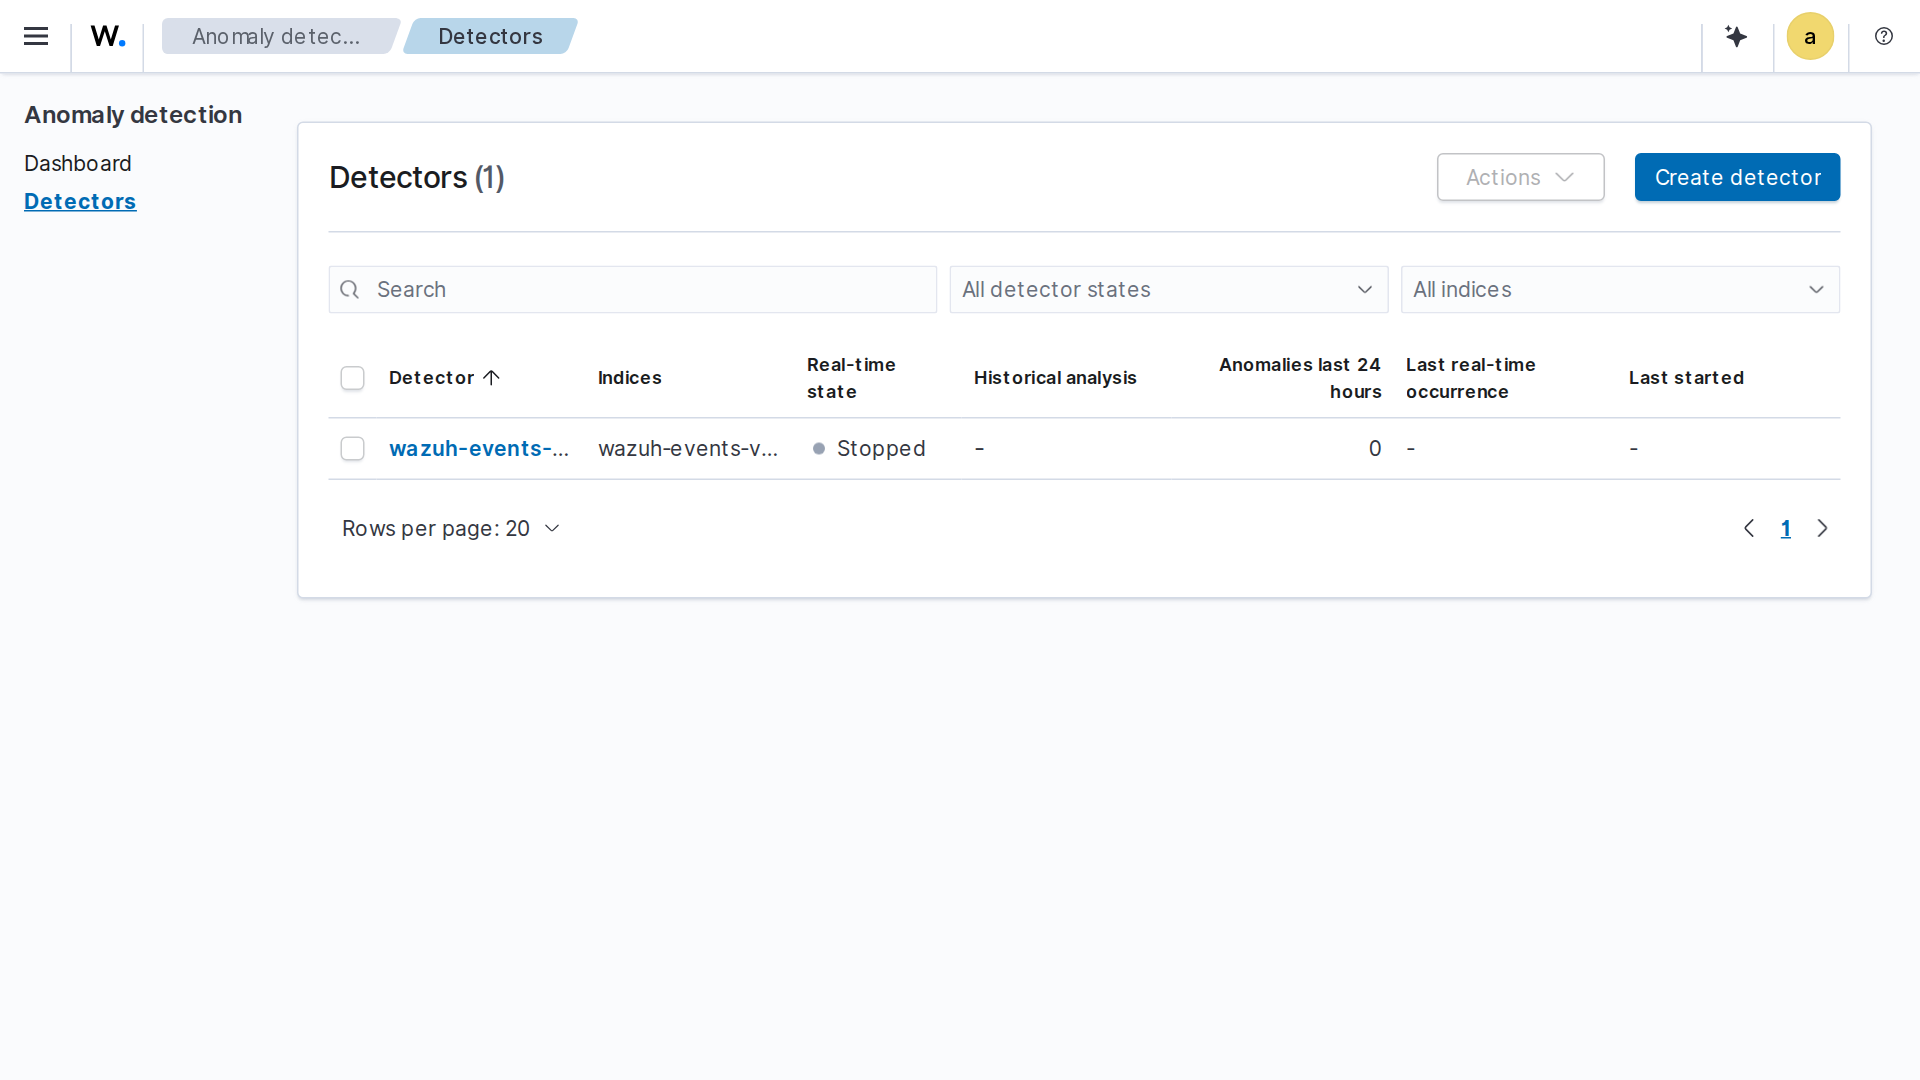 W.
Anomaly detec...
Detectors
a
Anomaly detection
Dashboard
Detectors
Detectors (1)
Actions
Create detector
Search
All detector states
All indices
Detector
Indices
Real-time
state
Historical analysis
Anomalies last 24
hours
Last real-time
occurrence
Last started
wazuh-events-...
wazuh-events-v...
Stopped
-
0
-
-
Rows per page: 20
1